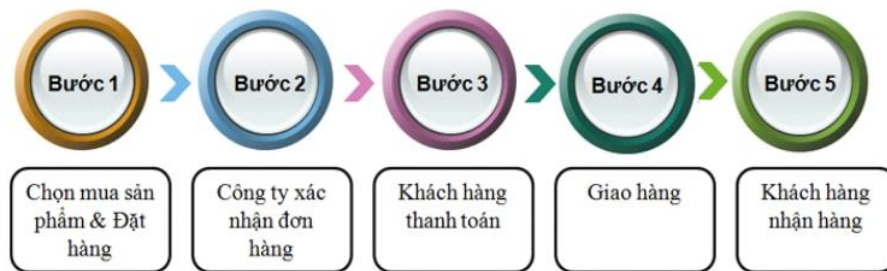 Bước 1
Bước 2
Bước 3
Bước 4
Bước 5
Chọn mua sản
phẩm & Đặt
hàng
Công ty xác
nhận đơn
hàng
Khách hàng
thanh toán
Giao hàng
Khách hàng
nhận hàng